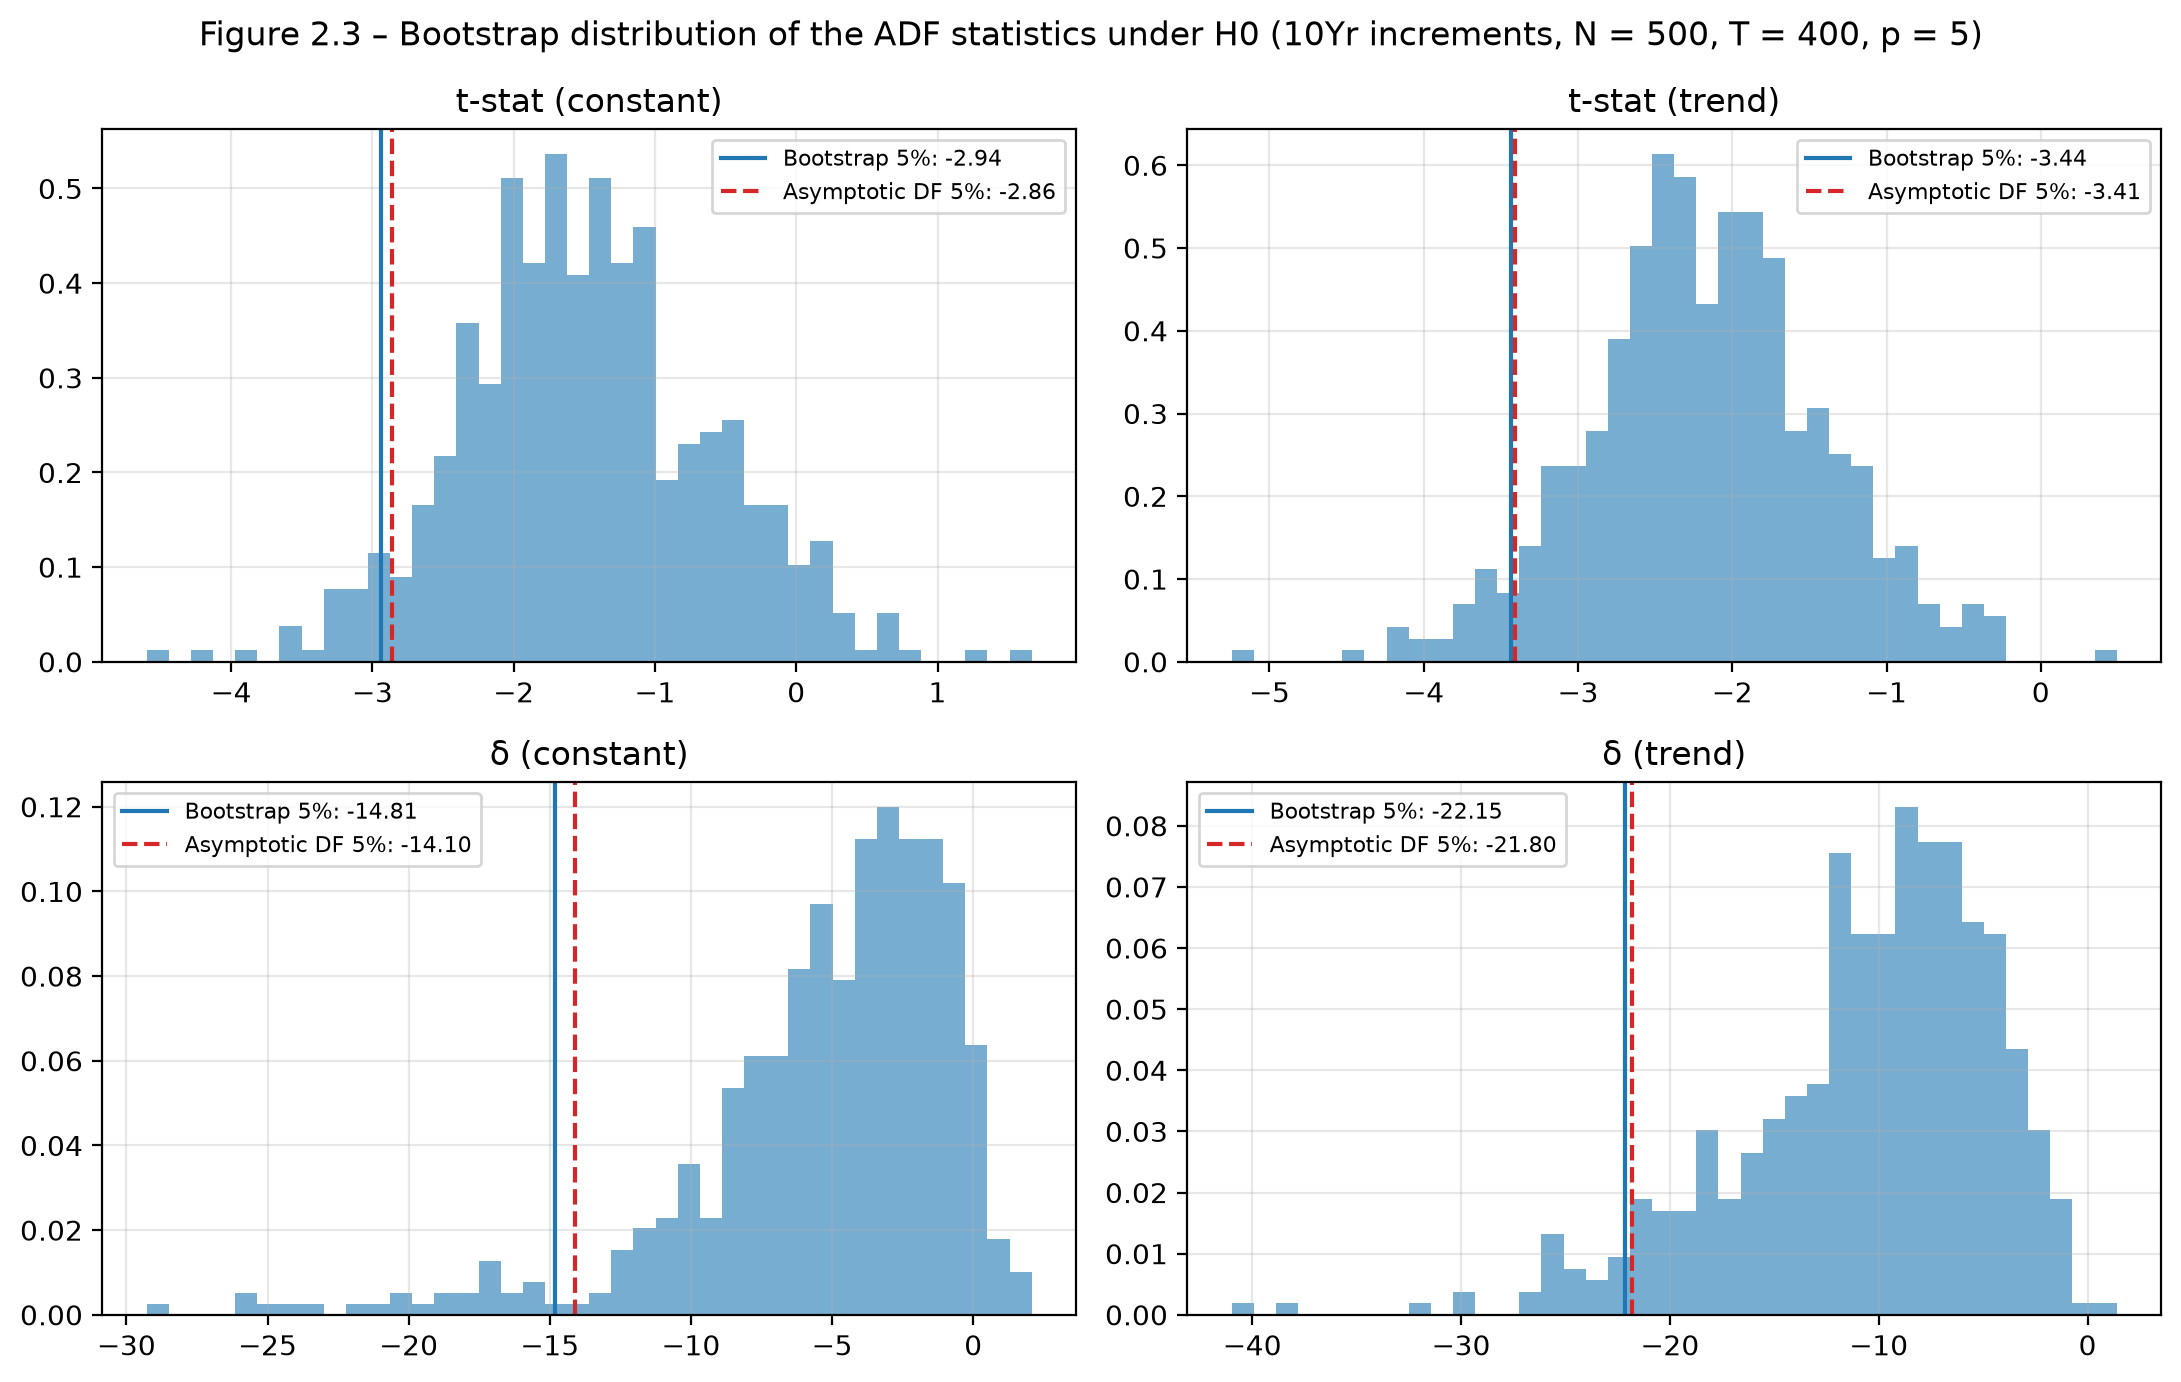 Figure 2.3 – Bootstrap distribution of the ADF statistics under H0 (10Yr increments, N = 500, T = 400, p = 5)
t-stat (constant)
Bootstrap 5%: -2.94
Asymptotic DF 5%: -2.86
0.5
0.4
0.3
0.2
0.1
0.0
−4 −3 −2 −1 0 1
t-stat (trend)
Bootstrap 5%: -3.44
Asymptotic DF 5%: -3.41
0.6
0.5
0.4
0.3
0.2
0.1
0.0
−5 −4 −3 −2 −1 0
δ (constant)
Bootstrap 5%: -14.81
Asymptotic DF 5%: -14.10
0.12
0.10
0.08
0.06
0.04
0.02
0.00
−30 −25 −20 −15 −10 −5 0
δ (trend)
Bootstrap 5%: -22.15
Asymptotic DF 5%: -21.80
0.08
0.07
0.06
0.05
0.04
0.03
0.02
0.01
0.00
−40 −30 −20 −10 0